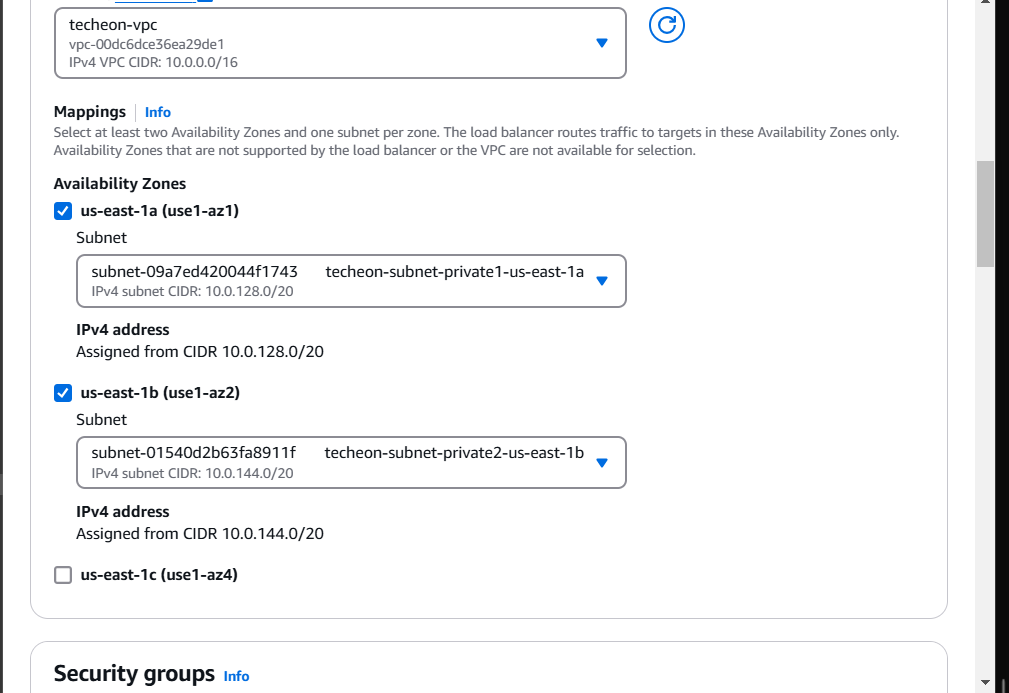 techeon-vpc
vpc-00dc6dce36ea29de1
IPv4 VPC CIDR: 10.0.0.0/16
Mappings Info
Select at least two Availability Zones and one subnet per zone. The load balancer routes traffic to targets in these Availability Zones only.
Availability Zones that are not supported by the load balancer or the VPC are not available for selection.
Availability Zones
us-east-1a (use1-az1)
Subnet
subnet-09a7ed420044f1743 techeon-subnet-private1-us-east-1a
IPv4 subnet CIDR: 10.0.128.0/20
IPv4 address
Assigned from CIDR 10.0.128.0/20
us-east-1b (use1-az2)
Subnet
subnet-01540d2b63fa8911f techeon-subnet-private2-us-east-1b
IPv4 subnet CIDR: 10.0.144.0/20
IPv4 address
Assigned from CIDR 10.0.144.0/20
us-east-1c (use1-az4)
Security groups Info